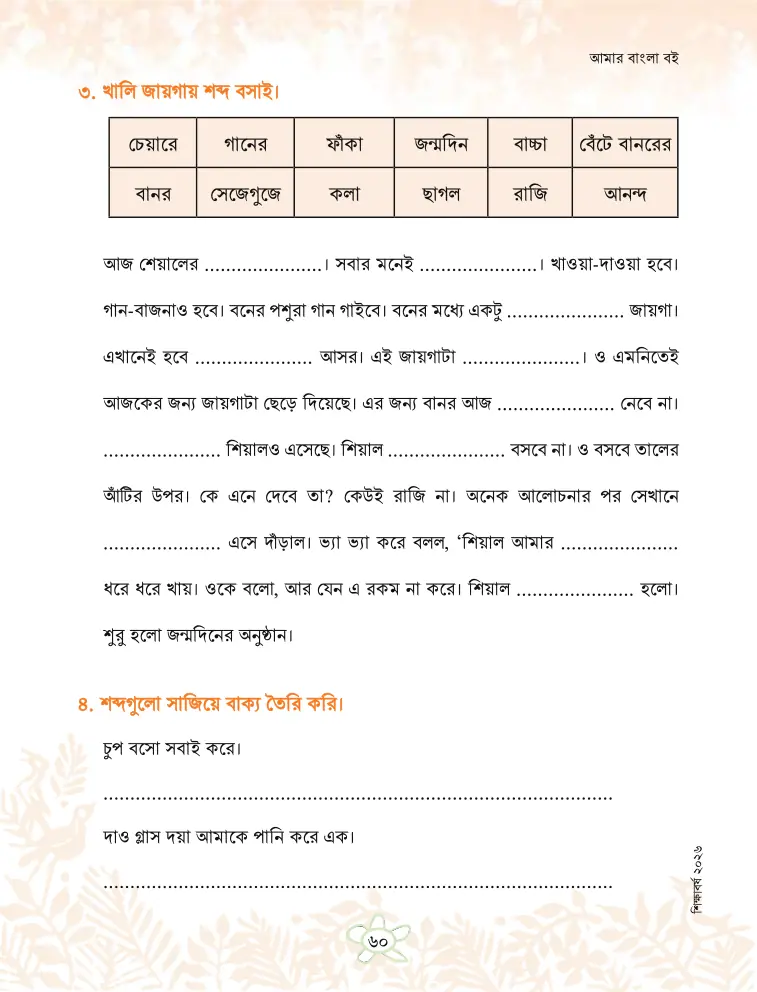 আমার বাংলা বই
৩. খালি জায়গায় শব্দ বসাই।
চেয়ারে গানের ফাঁকা জন্মদিন বাচ্চা বেঁটে বানরের
বানর সেজেগুজে কলা ছাগল রাজি আনন্দ
আজ শেয়ালের ......................। সবার মনেই ......................। খাওয়া-দাওয়া হবে।
গান-বাজনাও হবে। বনের পশুরা গান গাইবে। বনের মধ্যে একটু ...................... জায়গা।
এখানেই হবে ...................... আসর। এই জায়গাটা ......................। ও এমনিতেই
আজকের জন্য জায়গাটা ছেড়ে দিয়েছে। এর জন্য বানর আজ ...................... নেবে না।
...................... শিয়ালও এসেছে। শিয়াল ...................... বসবে না। ও বসবে তালের
আঁটির উপর। কে এনে দেবে তা? কেউই রাজি না। অনেক আলোচনার পর সেখানে
...................... এসে দাঁড়াল। ভ্যা ভ্যা করে বলল, ‘শিয়াল আমার ......................
ধরে ধরে খায়। ওকে বলো, আর যেন এ রকম না করে। শিয়াল ...................... হলো।
শুরু হলো জন্মদিনের অনুষ্ঠান।
৪. শব্দগুলো সাজিয়ে বাক্য তৈরি করি।
চুপ বসো সবাই করে।
...............................................................................................
দাও গ্লাস দয়া আমাকে পানি করে এক।
...............................................................................................
শিক্ষাবর্ষ ২০২৬
৬০